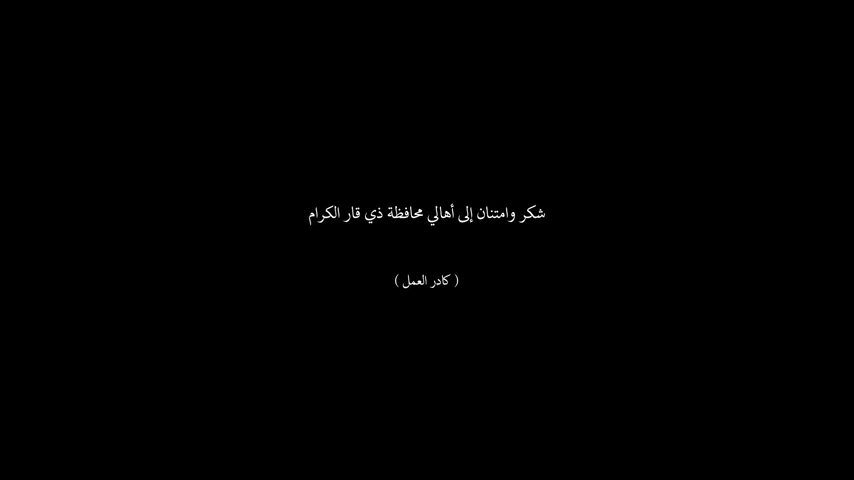 شكر وامتنان إلى أهالي محافظة ذي قار الكرام
( كادر العمل )